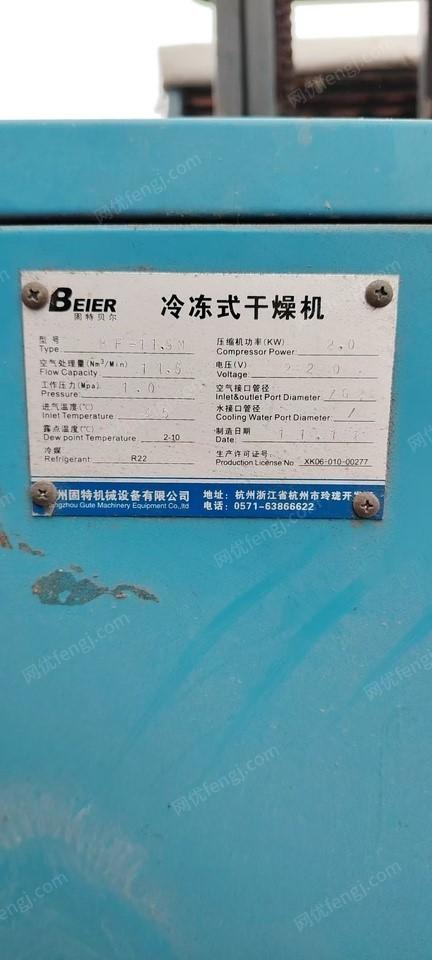 BEIER
固特贝尔
冷冻式干燥机
型号
Type
空气处理量(Nm³/Min) 11.5
Flow Capacity
工作压力(Mpa) 1.0
Pressure:
进气温度(℃)
Inlet Temperature
露点温度(℃)
Dew point Temperature 2-10
冷媒
Refrigerant R22
压缩机功率(KW) 2.0
Compressor Power:
电压(V) 220
Voltage:
空气接口管径
Inlet&outlet Port Diameter:
水接口管径
Cooling Water Port Diameter /
制造日期
Date:
生产许可证号:
Production License No XK06-010-00277
州固特机械设备有限公司
ngzhou Gute Machinery Equipment Co.,ltd
地址: 杭州浙江省杭州市玲珑开
电话: 0571-63866622
网优fengj.com